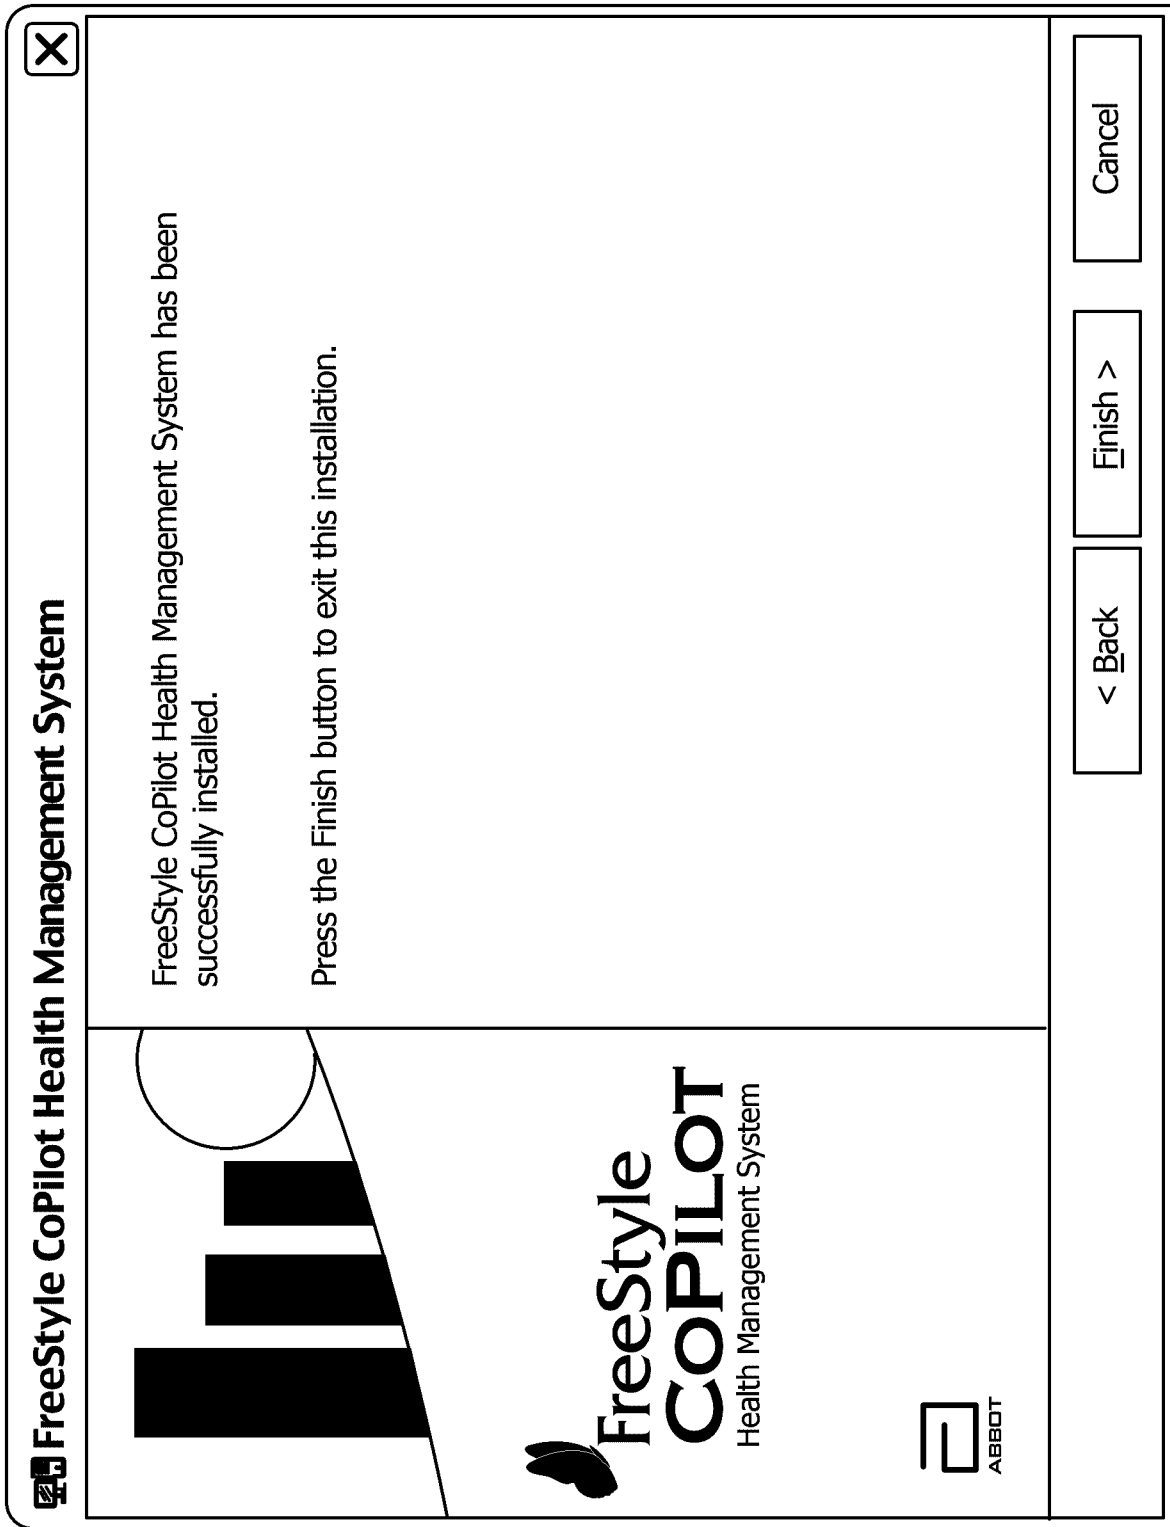 FreeStyle CoPilot Health Management System
FreeStyle CoPilot Health Management System has been
successfully installed.
Press the Finish button to exit this installation.
FreeStyle
COPILOT
Health Management System
ABBOT
< Back
Finish >
Cancel